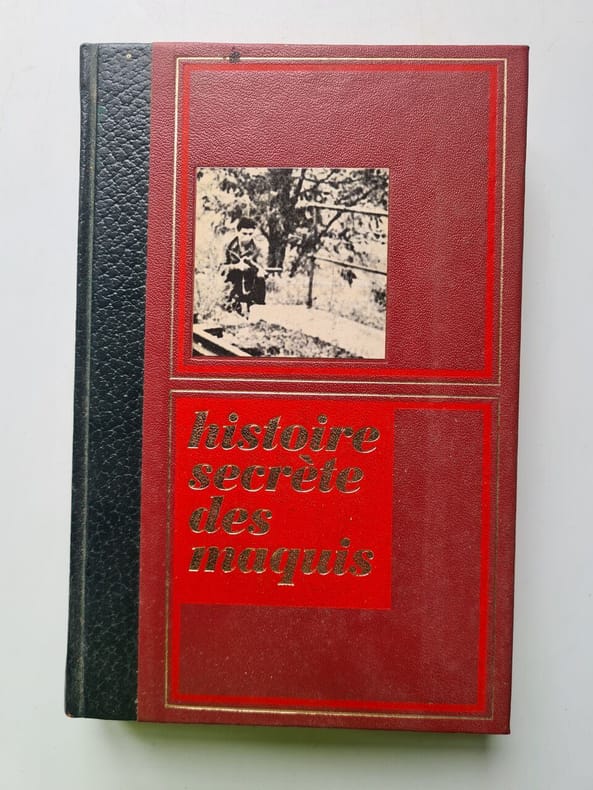 histoire
secrète
des
maquis